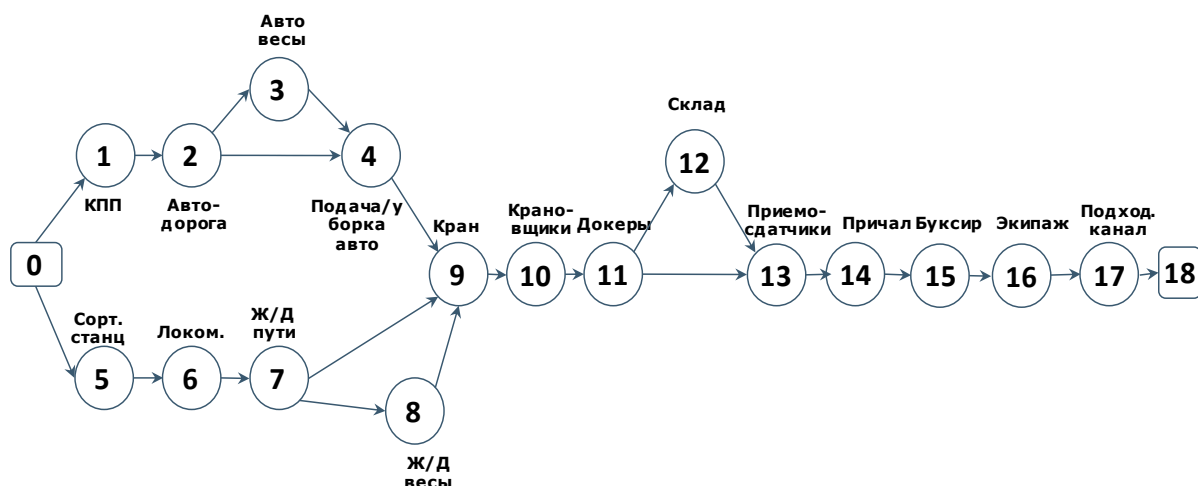 Авто
весы
3
Склад
1
2
4
12
КПП
Авто-
дорога
Подача/у
борка
авто
Кран
Крано-
вщики
Докеры
Приемо-
сдатчики
Причал
Буксир
Экипаж
Подход.
канал
0
9
10
11
13
14
15
16
17
18
Сорт.
станц
Локом.
Ж/Д
пути
5
6
7
8
Ж/Д
весы